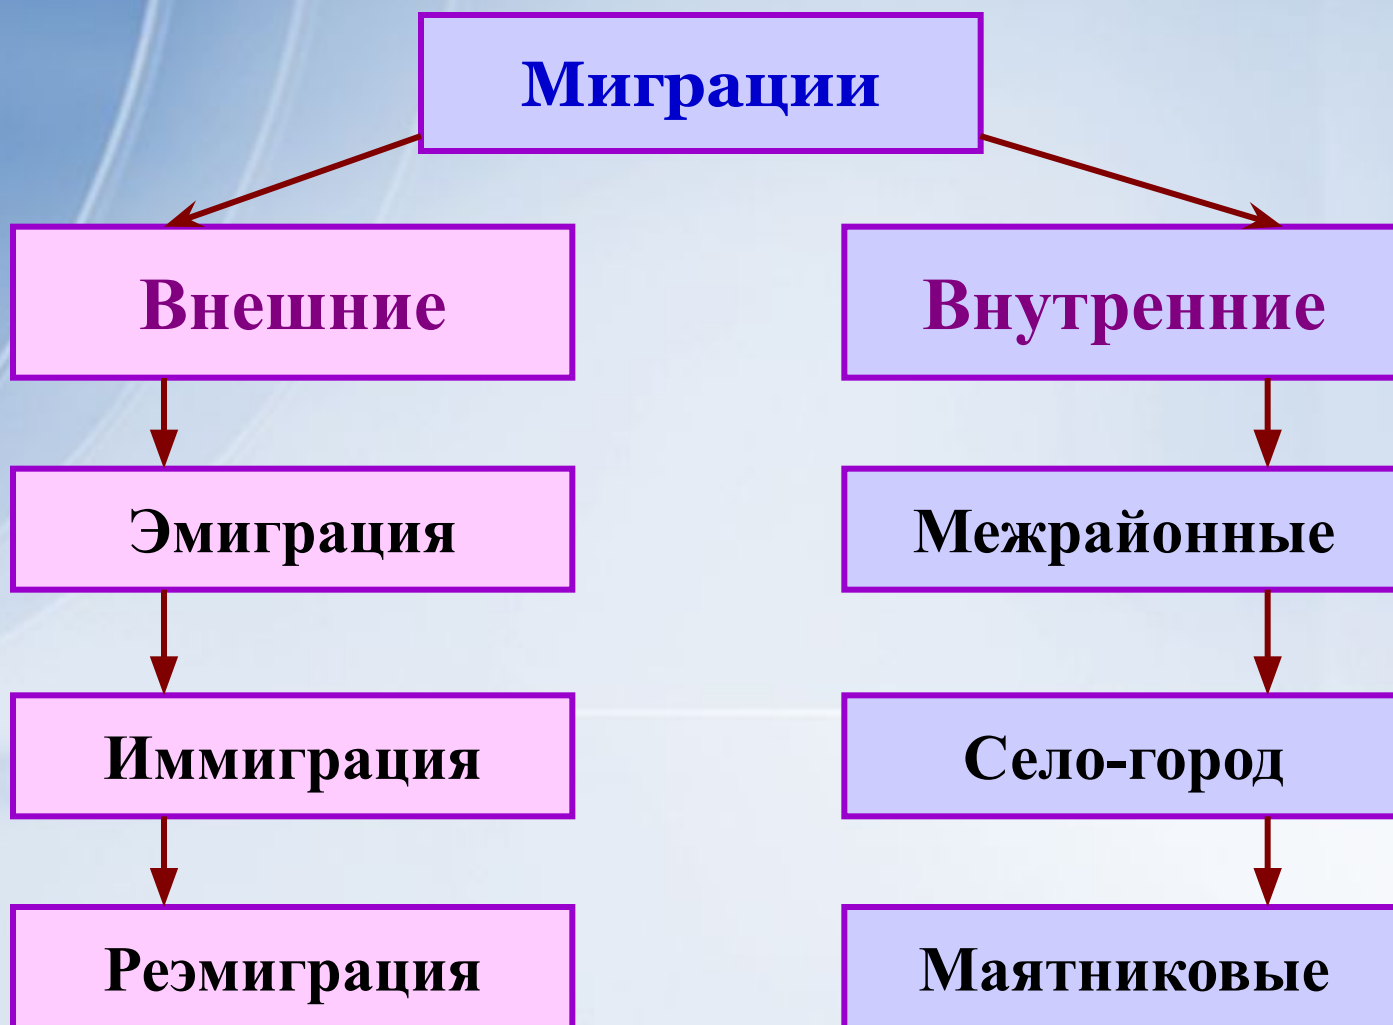 Миграции
Внешние
Внутренние
Эмиграция
Межрайонные
Иммиграция
Село-город
Реэмиграция
Маятниковые